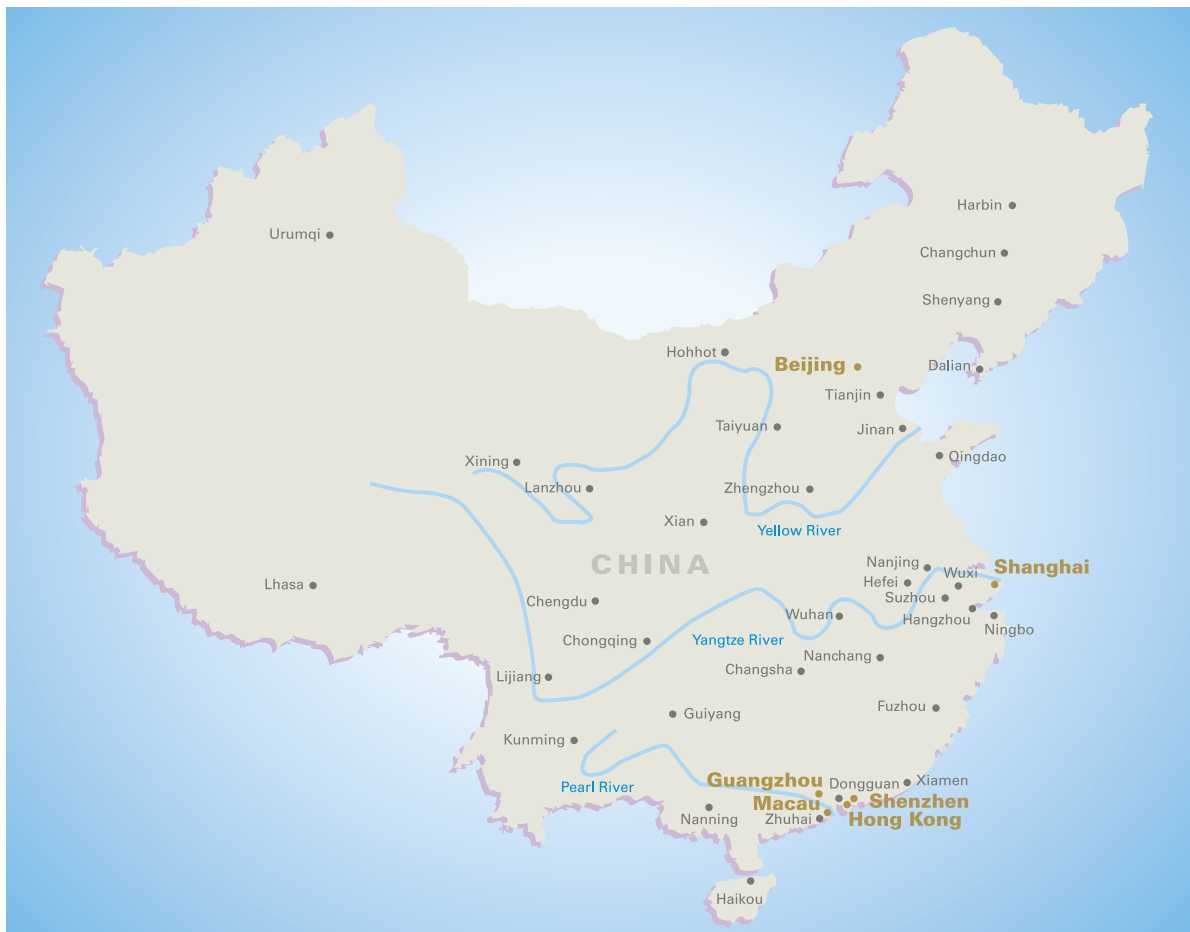 Harbin
Urumqi
Changchun
Shenyang
Hohhot
Beijing
Dalian
Tianjin
Taiyuan
Jinan
Xining
Qingdao
Lanzhou
Zhengzhou
Xian
Yellow River
CHINA
Nanjing
Shanghai
Wuxi
Hefei
Lhasa
Suzhou
Chengdu
Wuhan
Hangzhou
Ningbo
Chongqing
Yangtze River
Nanchang
Changsha
Lijiang
Fuzhou
Guiyang
Kunming
Guangzhou
Dongguan
Xiamen
Pearl River
Macau
Shenzhen
Nanning
Zhuhai
Hong Kong
Haikou